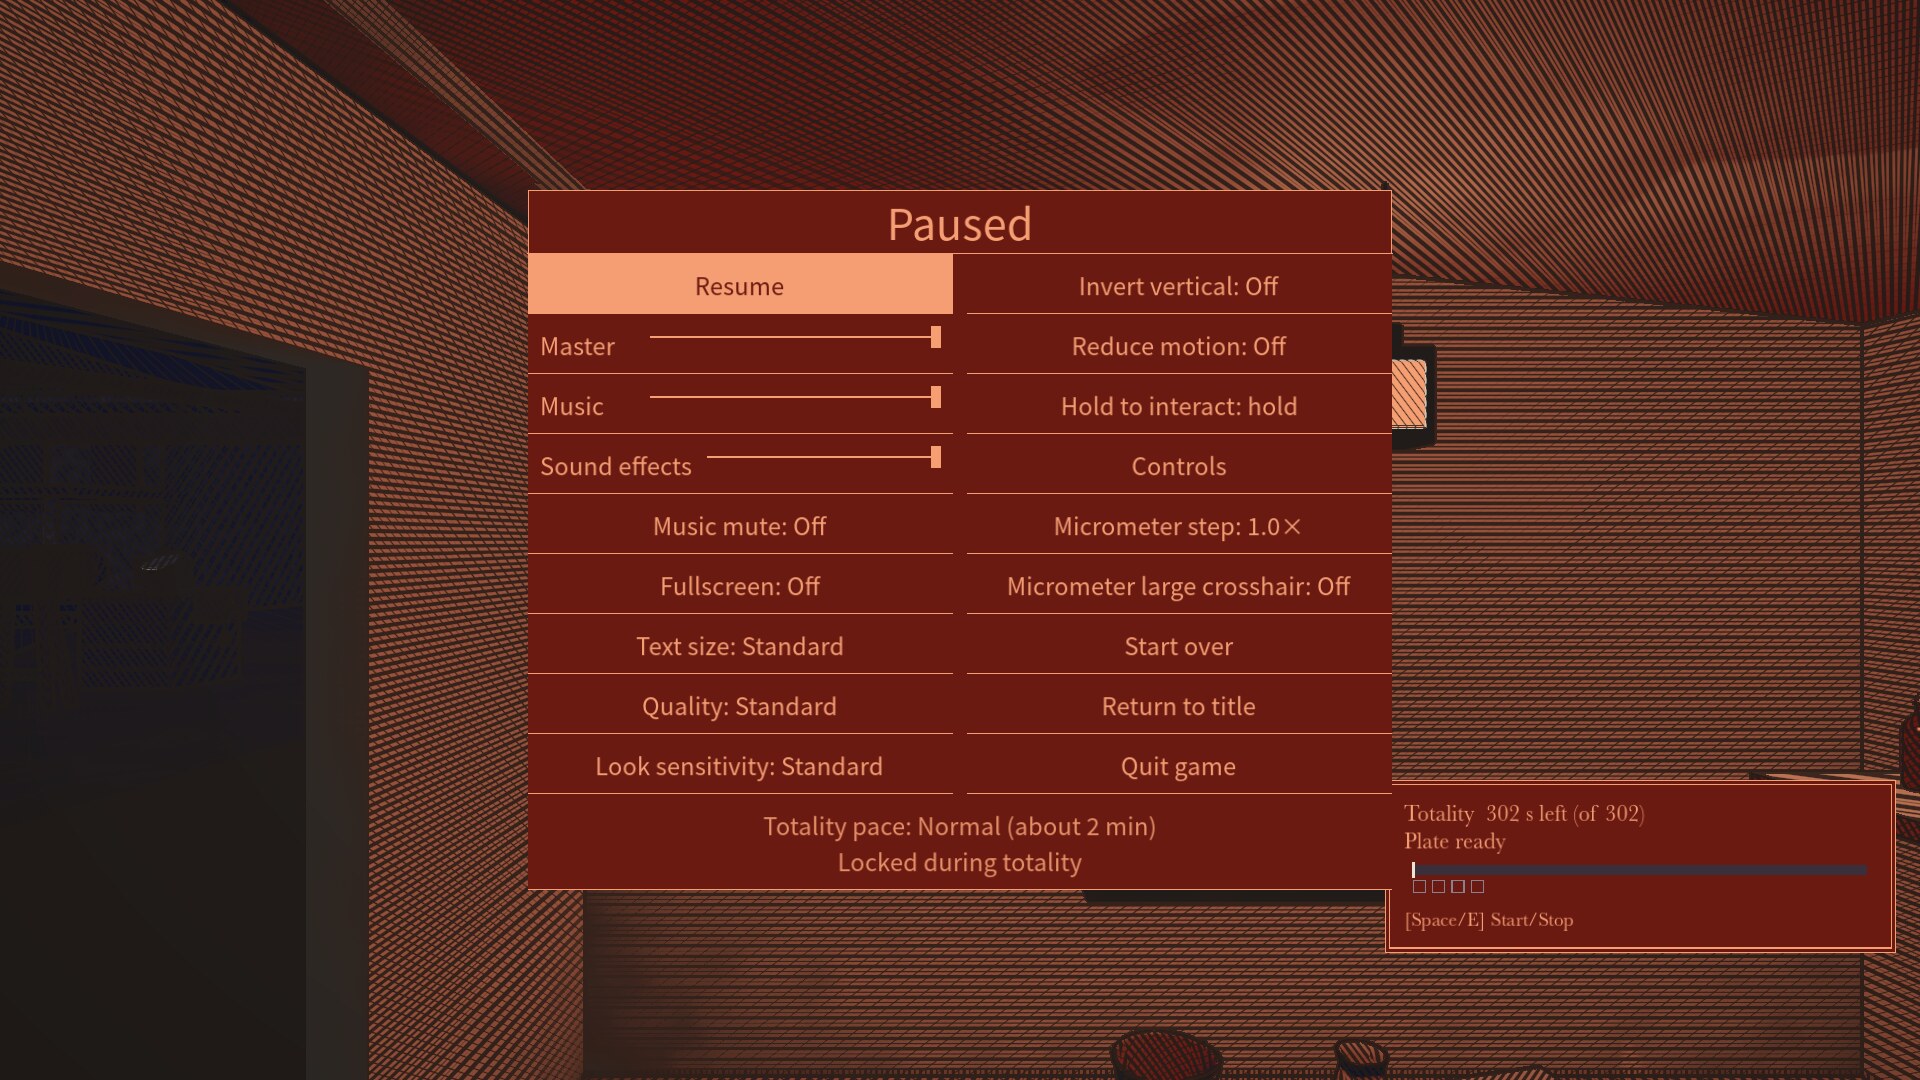 Paused
Resume
Master
Music
Sound effects
Music mute: Off
Fullscreen: Off
Text size: Standard
Quality: Standard
Look sensitivity: Standard
Invert vertical: Off
Reduce motion: Off
Hold to interact: hold
Controls
Micrometer step: 1.0×
Micrometer large crosshair: Off
Start over
Return to title
Quit game
Totality pace: Normal (about 2 min)
Locked during totality
Totality 302 s left (of 302)
Plate ready
[Space/E] Start/Stop